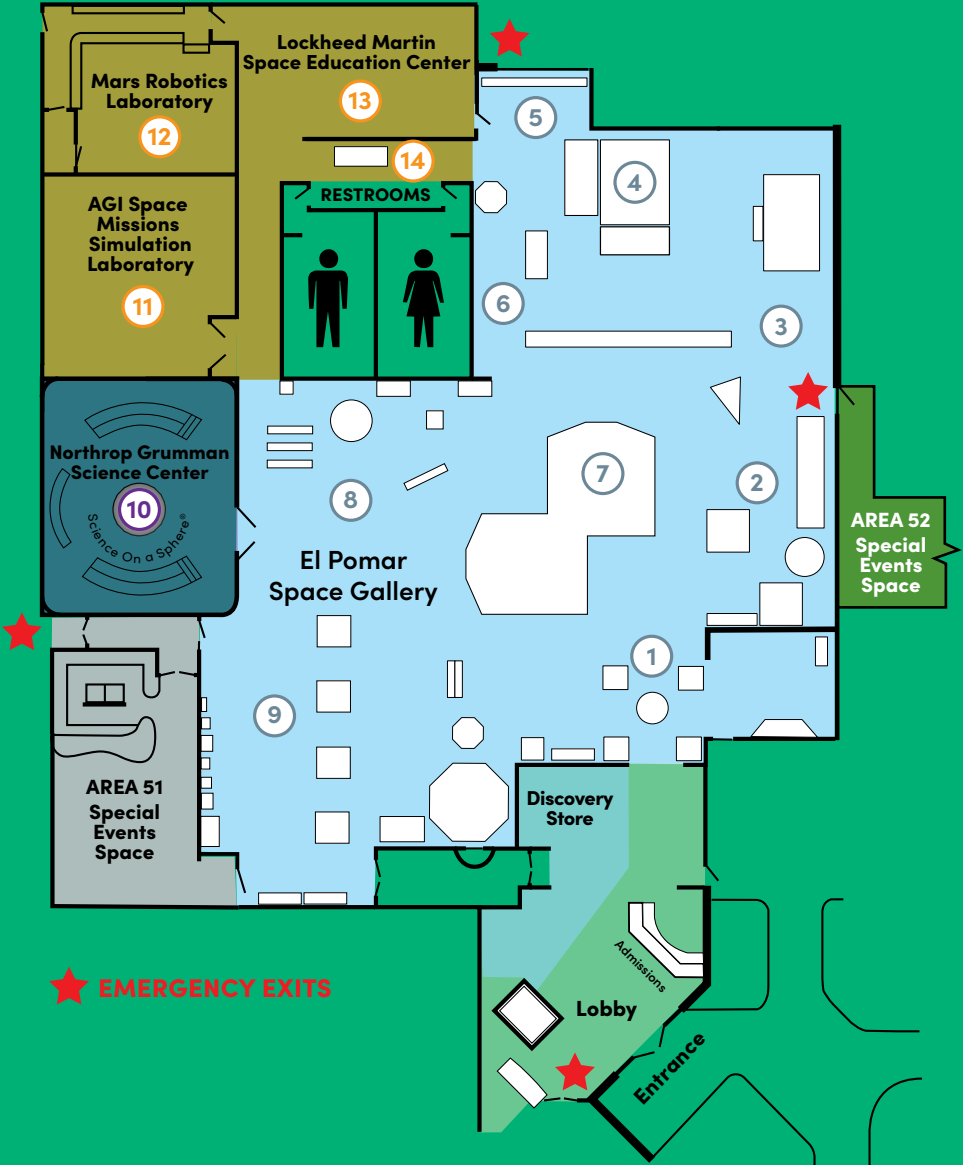 Lockheed Martin
Space Education Center
13
Mars Robotics
Laboratory
12
5
14
4
RESTROOMS
AGI Space
Missions
Simulation
Laboratory
11
6
3
Northrop Grumman
Science Center
10
Science On a Sphere®
8
7
2
AREA 52
Special
Events
Space
El Pomar
Space Gallery
1
9
AREA 51
Special
Events
Space
Discovery
Store
Admissions
Lobby
Entrance
EMERGENCY EXITS